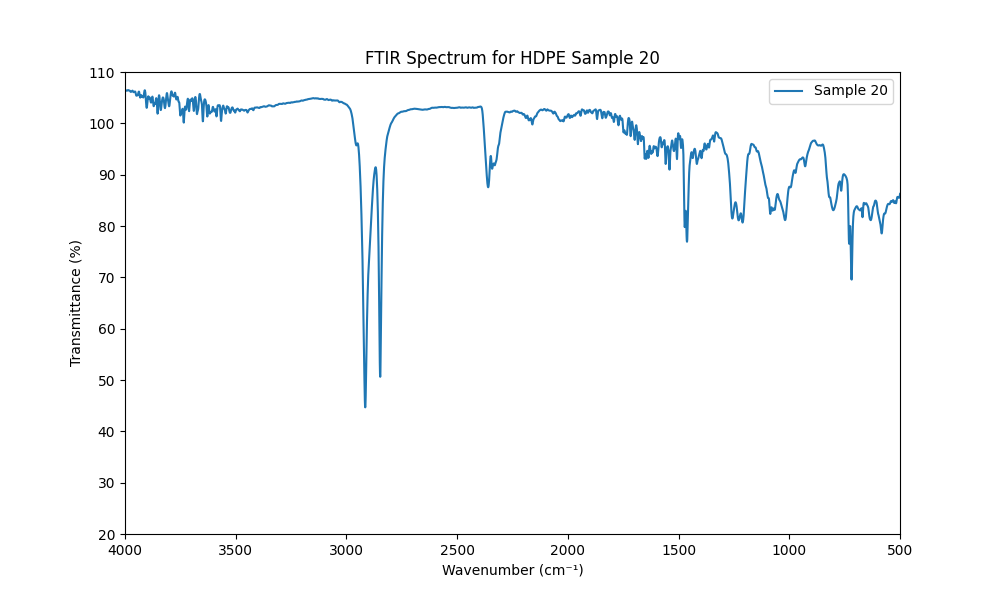 FTIR Spectrum for HDPE Sample 20
Sample 20
Transmittance (%)
110
100
90
80
70
60
50
40
30
20
4000 3500 3000 2500 2000 1500 1000 500
Wavenumber (cm⁻¹)